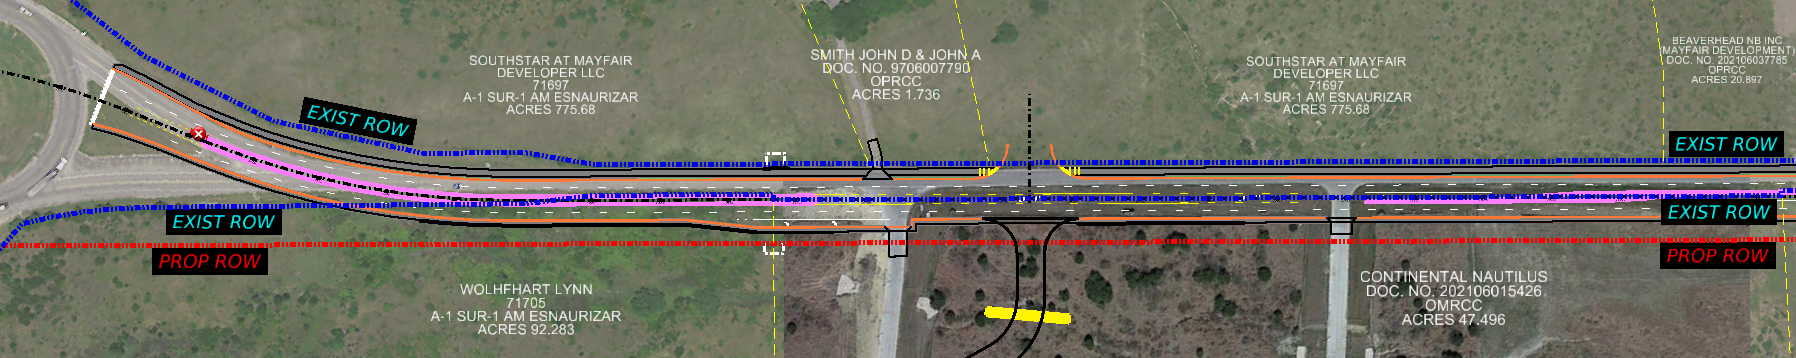 SOUTHSTAR AT MAYFAIR
DEVELOPER LLC
71697
A-1 SUR-1 AM ESNAURIZAR
ACRES 775.68
SMITH JOHN D & JOHN A
DOC. NO. 9706007790
OPRCC
ACRES 1.736
SOUTHSTAR AT MAYFAIR
DEVELOPER LLC
71697
A-1 SUR-1 AM ESNAURIZAR
ACRES 775.68
BEAVERHEAD NB INC
(MAYFAIR DEVELOPMENT)
DOC. NO. 202106037785
OPRCC
ACRES 20.897
EXIST ROW
EXIST ROW
EXIST ROW
EXIST ROW
PROP ROW
PROP ROW
WOLHFHART LYNN
71705
A-1 SUR-1 AM ESNAURIZAR
ACRES 92.283
CONTINENTAL NAUTILUS
DOC. NO. 202106015426
OMRCC
ACRES 47.496